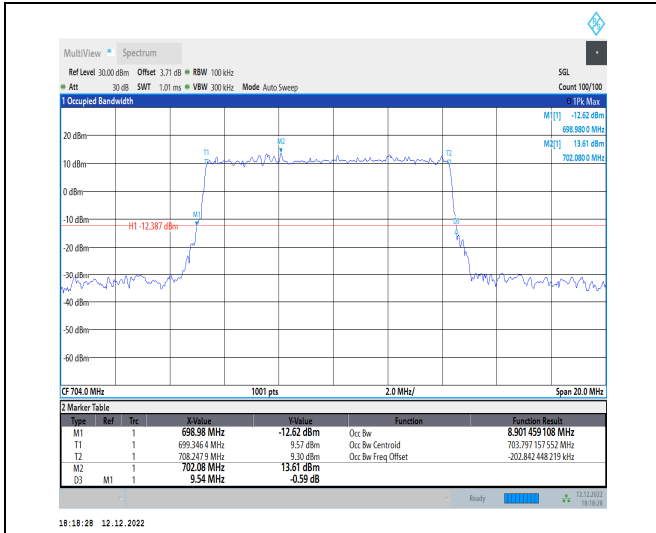 MultiView Spectrum
Ref Level 30.00 dBm Offset 3.71 dB RBW 100 kHz SGL
Att 30 dB SWT 1.01 ms VBW 300 kHz Mode Auto Sweep Count 100/100
1 Occupied Bandwidth 1Pk Max
M1[1] -12.62 dBm
698.9800 MHz
20 dBm M2[1] 13.61 dBm
M2
702.0800 MHz
T1 T2
10 dBm
0 dBm
-10 dBm M1
H1 -12.387 dBm D3
-20 dBm
-30 dBm
-40 dBm
-50 dBm
-60 dBm
CF 704.0 MHz 1001 pts 2.0 MHz/ Span 20.0 MHz
2 Marker Table
Type Ref Trc X-Value Y-Value Function Function Result
M1 1 698.98 MHz -12.62 dBm Occ Bw 8.901 459 108 MHz
T1 1 699.346 4 MHz 9.57 dBm Occ Bw Centroid 703.797 157 552 MHz
T2 1 708.247 9 MHz 9.30 dBm Occ Bw Freq Offset -202.842 448 219 kHz
M2 1 702.08 MHz 13.61 dBm
D3 M1 1 9.54 MHz -0.59 dB
Ready 12.12.2022
18:18:28
18:18:28 12.12.2022